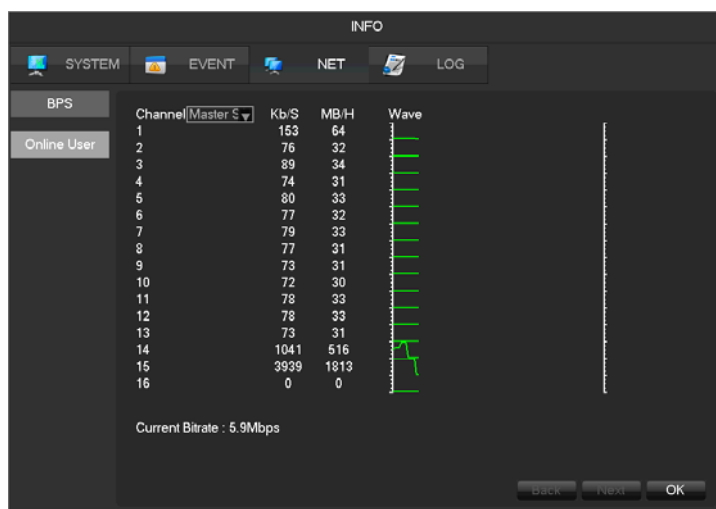 INFO
SYSTEM EVENT NET LOG
BPS
Online User
Channel Master S Kb/S MB/H Wave
1 153 64
2 76 32
3 89 34
4 74 31
5 80 33
6 77 32
7 79 33
8 77 31
9 73 31
10 72 30
11 78 33
12 78 33
13 73 31
14 1041 516
15 3939 1813
16 0 0
Current Bitrate : 5.9Mbps
Back Next OK